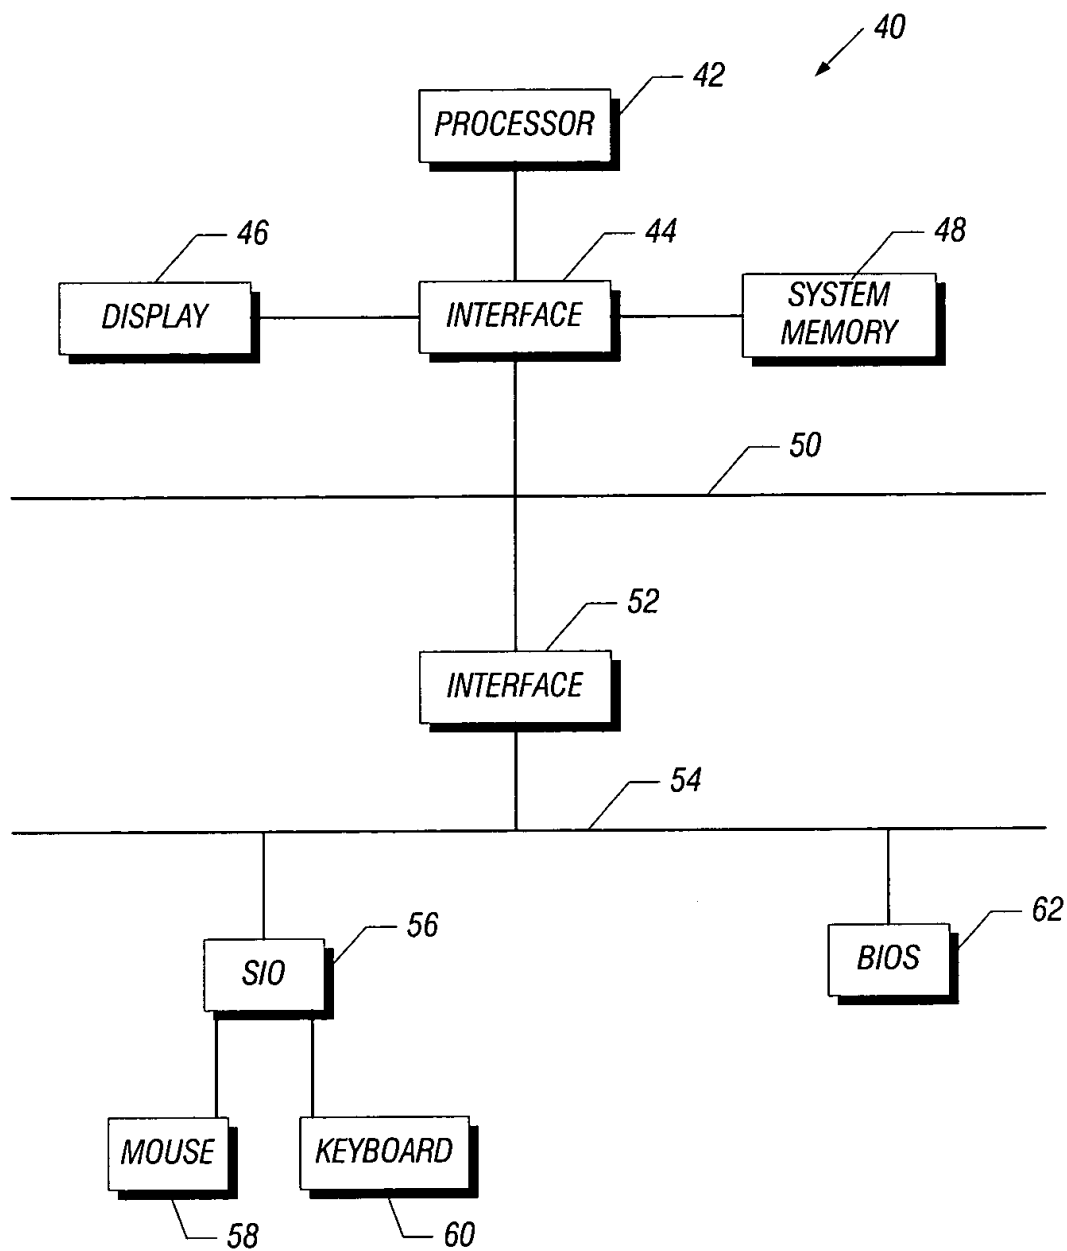 40
42
PROCESSOR
46
44
48
DISPLAY
INTERFACE
SYSTEM
MEMORY
50
52
INTERFACE
54
56
62
SIO
BIOS
MOUSE
KEYBOARD
58
60